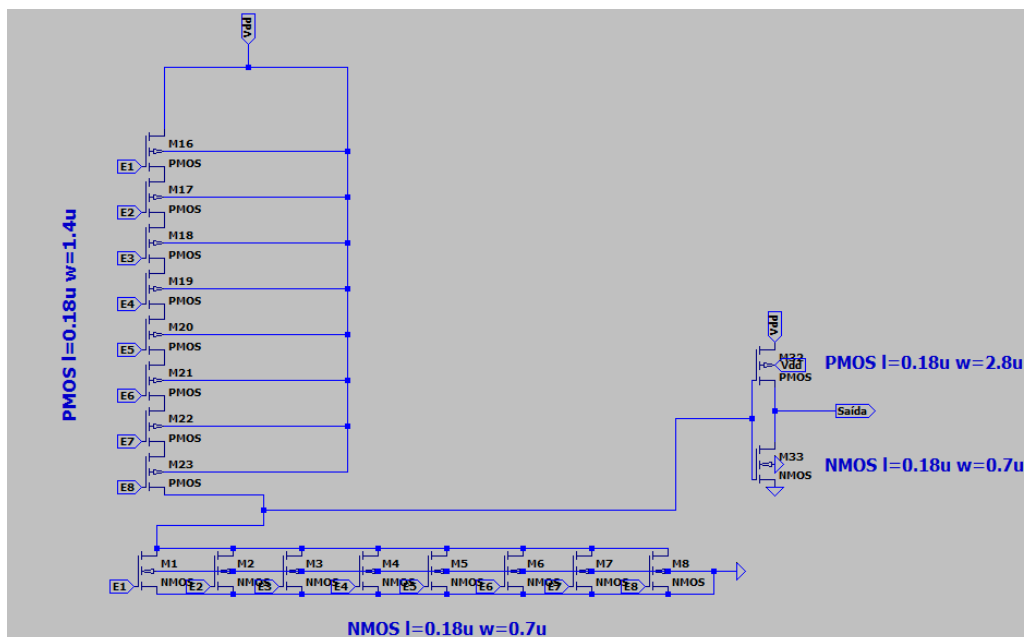 Vdd
M16
E1
PMOS
M17
E2
PMOS
M18
E3
PMOS
M19
E4
PMOS
M20
E5
PMOS
M21
E6
PMOS
M22
E7
PMOS
M23
E8
PMOS
PMOS l=0.18u w=1.4u
Vdd
M32
Vdd
PMOS
PMOS l=0.18u w=2.8u
Saída
M33
NMOS
NMOS l=0.18u w=0.7u
M1
M2
M3
M4
M5
M6
M7
M8
E1
NMOS
E2
NMOS
E3
NMOS
E4
NMOS
E5
NMOS
E6
NMOS
E7
NMOS
E8
NMOS
NMOS l=0.18u w=0.7u